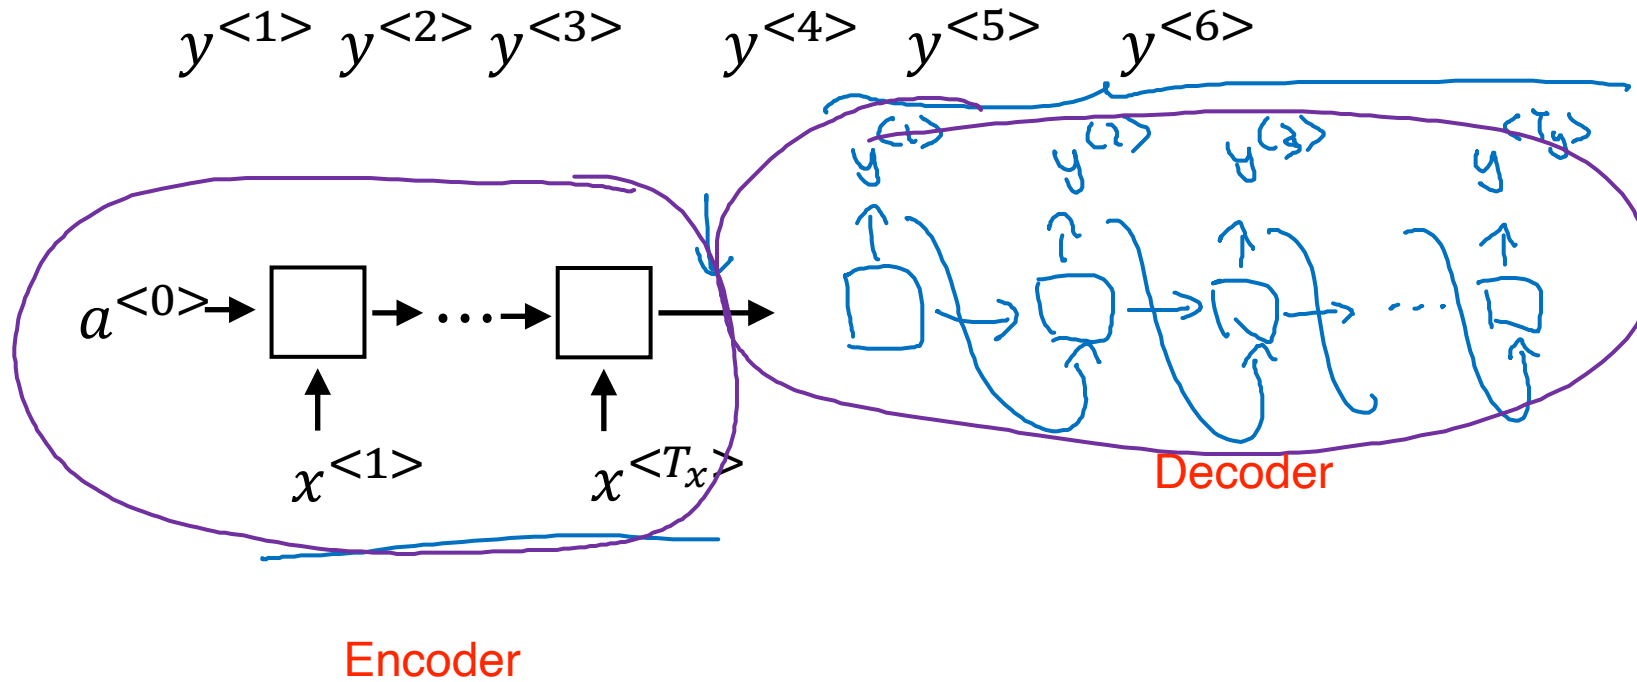 y<1> y<2> y<3> y<4> y<5> y<6>
y<1> y<2> y<3> y<Ty>
a<0> ... ....
x<1> x<Tx>
Decoder
Encoder